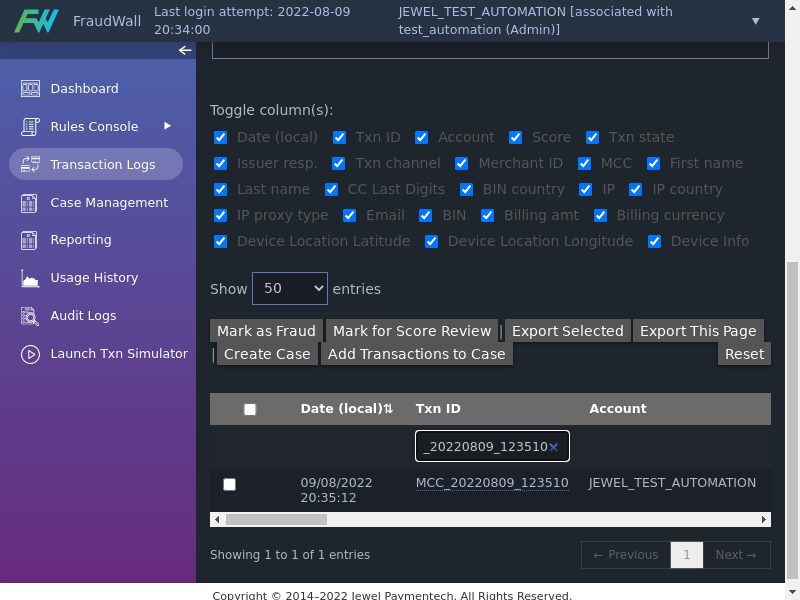 FraudWall
Last login attempt: 2022-08-09
20:34:00
JEWEL_TEST_AUTOMATION [associated with
test_automation (Admin)]
Dashboard
Rules Console
Transaction Logs
Case Management
Reporting
Usage History
Audit Logs
Launch Txn Simulator
Toggle column(s):
Date (local) Txn ID Account Score Txn state
Issuer resp. Txn channel Merchant ID MCC First name
Last name CC Last Digits BIN country IP IP country
IP proxy type Email BIN Billing amt Billing currency
Device Location Latitude Device Location Longitude Device Info
Show 50 entries
Mark as Fraud Mark for Score Review | Export Selected Export This Page
| Create Case Add Transactions to Case Reset
Date (local)⇅ Txn ID Account
_20220809_123510
09/08/2022 MCC_20220809_123510 JEWEL_TEST_AUTOMATION
20:35:12
Showing 1 to 1 of 1 entries
← Previous 1 Next →
Copyright © 2014–2022 Jewel Paymentech. All Rights Reserved.